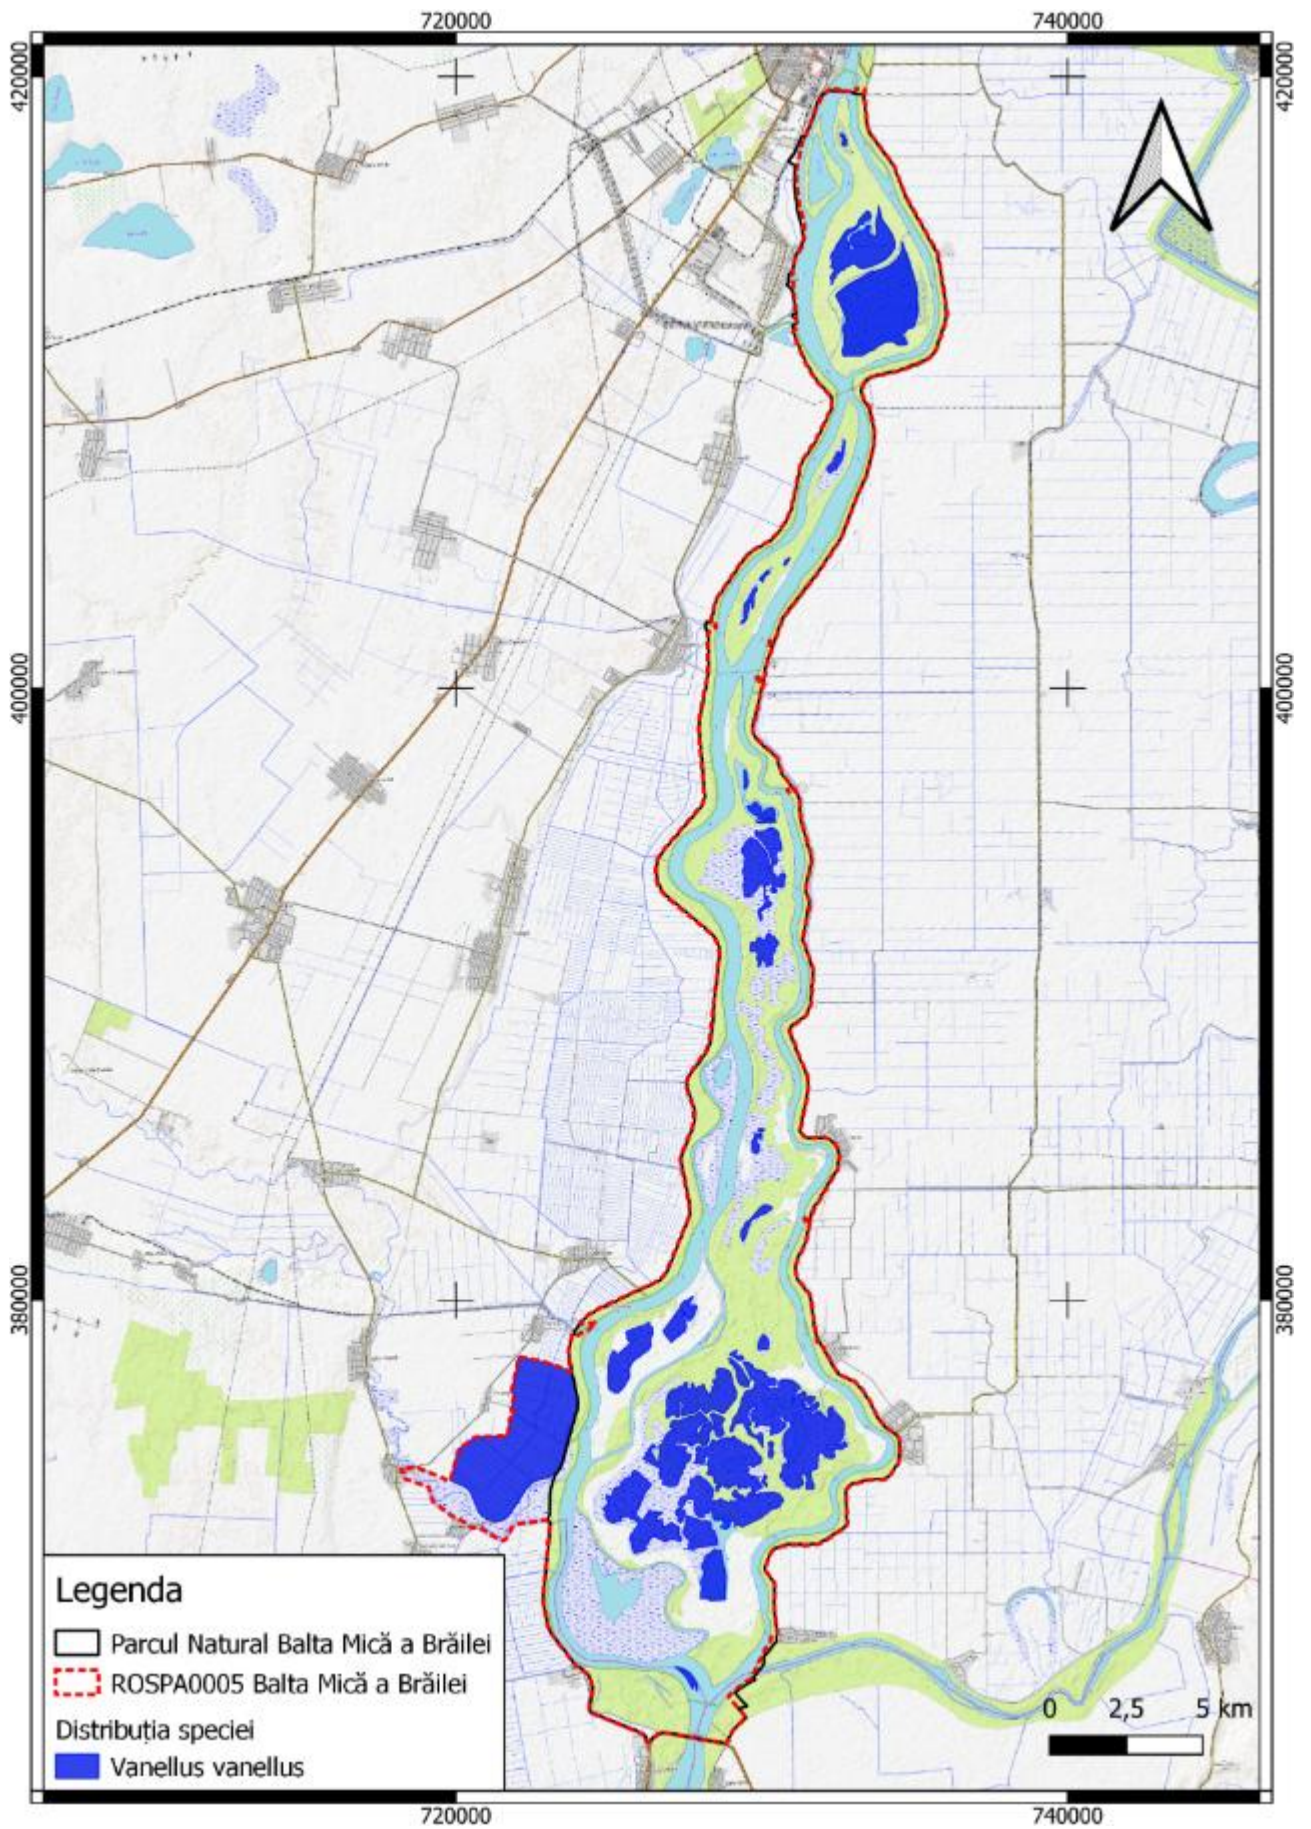 720000 740000
420000 420000
400000 400000
380000 380000
Legenda
Parcul Natural Balta Mică a Brăilei
ROSPA0005 Balta Mică a Brăilei
Distribuția speciei
Vanellus vanellus
0 2,5 5 km
720000 740000